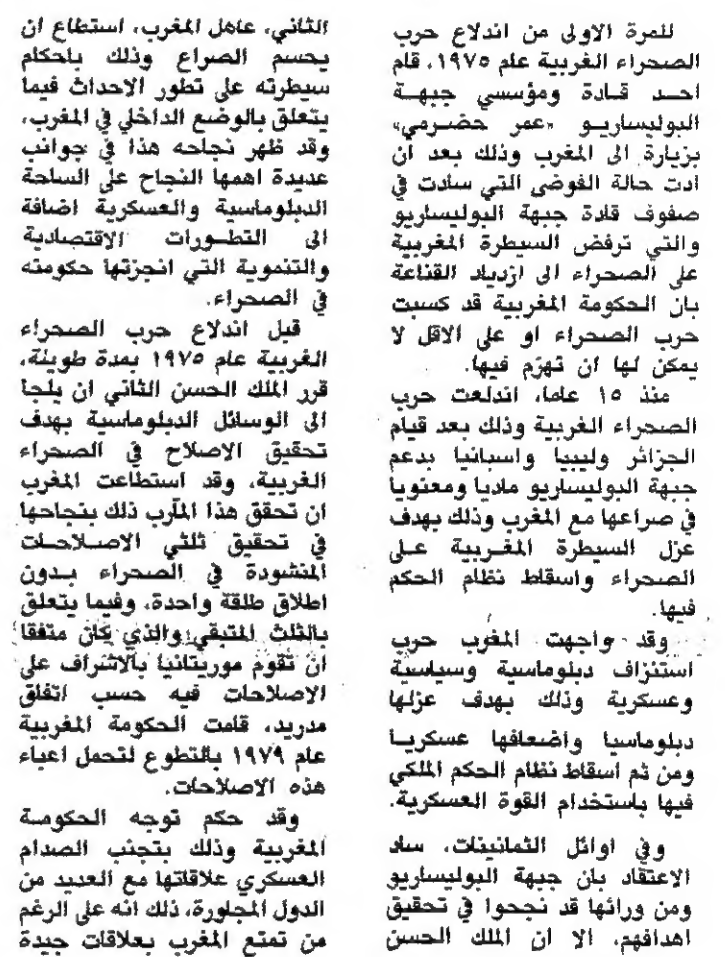 للمرة الاولى من اندلاع حرب
الصحراء الغربية عام ١٩٧٥، قام
احــد قــادة ومؤسسي جبهــة
البوليساريــو «عمر حضــرمي»
بزيارة الى المغرب وذلك بعد ان
ادت حالة الفوضى التي سادت في
صفوف قادة جبهة البوليساريو
والتي ترفض السيطرة المغربية
على الصحراء الى ازدياد القناعة
بان الحكومة المغربية قد كسبت
حرب الصحراء او على الاقل لا
يمكن لها ان تهزم فيها.
منذ ١٥ عاما، اندلعت حرب
الصحراء الغربية وذلك بعد قيام
الجزائر وليبيا واسبانيا بدعم
جبهة البوليساريو ماديا ومعنويا
في صراعها مع المغرب وذلك بهدف
عزل السيطرة المغــربية علــى
الصحراء واسقاط نظام الحكم
فيها.
وقد واجهت المغرب حرب
استنزاف دبلوماسية وسياسية
وعسكرية وذلك بهدف عزلها
دبلوماسيا واضعافها عسكريــا
ومن ثم اسقاط نظام الحكم الملكي
فيها باستخدام القوة العسكرية.
وفي اوائل الثمانينات، ساد
الاعتقاد بان جبهة البوليساريو
ومن ورائها قد نجحوا في تحقيق
اهدافهم، الا ان الملك الحسن
الثاني، عاهل المغرب، استطاع ان
يحسم الصراع وذلك باحكام
سيطرته على تطور الاحداث فيما
يتعلق بالوضع الداخلي في المغرب،
وقد ظهر نجاحه هذا في جوانب
عديدة اهمها النجاح على الساحة
الدبلوماسية والعسكرية اضافة
الى التطــورات الاقتصادية
والتنموية التي انجزتها حكومته
في الصحراء.
قبل اندلاع حرب الصحراء
الغربية عام ١٩٧٥ بمدة طويلة،
قرر الملك الحسن الثاني ان يلجأ
الى الوسائل الدبلوماسية بهدف
تحقيق الاصلاح في الصحراء
الغربية، وقد استطاعت المغرب
ان تحقق هذا المآرب ذلك بنجاحها
في تحقيق ثلثي الاصــلاحــات
المنشودة في الصحراء بــدون
اطلاق طلقة واحدة، وفيما يتعلق
بالثلث المتبقي والذي كان متفقا
ان تقوم موريتانيا بالاشراف على
الاصلاحات فيه حسب اتفاق
مدريد، قامت الحكومة المغربية
عام ١٩٧٩ بالتطوع لتحمل اعباء
هذه الاصلاحات.
وقد حكم توجه الحكومــة
المغربية وذلك بتجنب الصدام
العسكري علاقاتها مع العديد من
الدول المجاورة، ذلك انه على الرغم
من تمتع المغرب بعلاقات جيدة